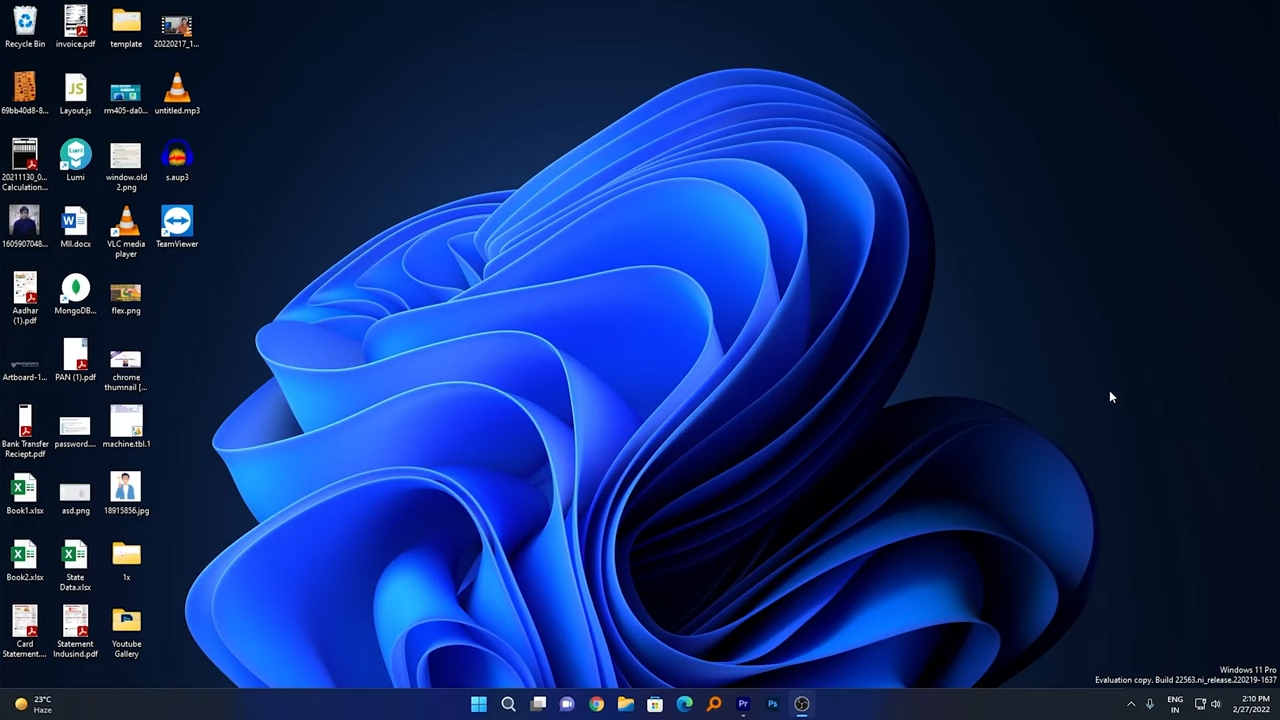 Recycle Bin
invoice.pdf
template
20220217_1...
69bb40d8-8...
Layout.js
rm405-da0...
untitled.mp3
20211130_0...
Calculation...
Lumi
window.old
2.png
s.aup3
1605907048...
MII.docx
VLC media
player
TeamViewer
Aadhar
(1).pdf
MongoDB...
flex.png
Artboard-1...
PAN (1).pdf
chrome
thumnail [...
Bank Transfer
Reciept.pdf
password....
machine.tbl.1
Book1.xlsx
asd.png
18915856.jpg
Book2.xlsx
State
Data.xlsx
1x
Card
Statement....
Statement
Indusind.pdf
Youtube
Gallery
Windows 11 Pro
Evaluation copy. Build 22563.ni_release.220219-1637
23°C
Haze
Pr
Ps
ENG
IN
2:10 PM
2/27/2022